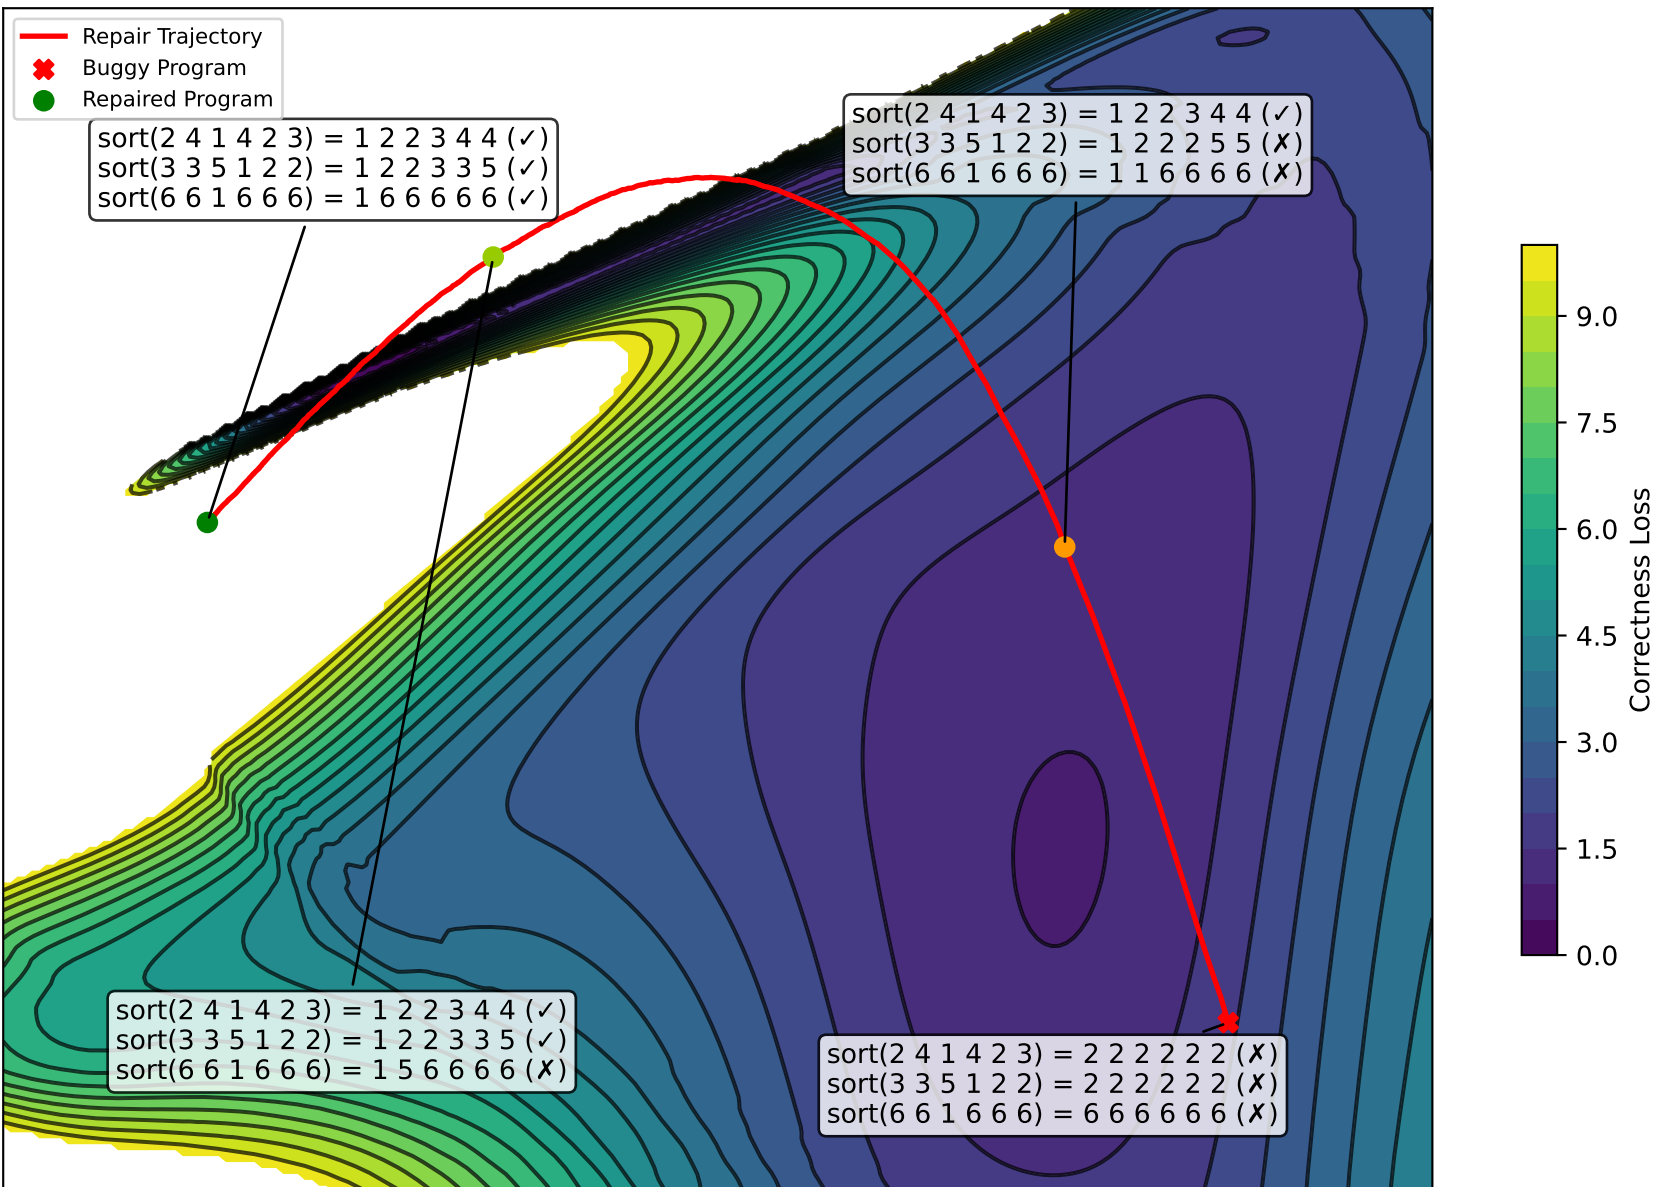 Repair Trajectory
Buggy Program
Repaired Program
sort(2 4 1 4 2 3) = 1 2 2 3 4 4 (✓)
sort(3 3 5 1 2 2) = 1 2 2 3 3 5 (✓)
sort(6 6 1 6 6 6) = 1 6 6 6 6 6 (✓)
sort(2 4 1 4 2 3) = 1 2 2 3 4 4 (✓)
sort(3 3 5 1 2 2) = 1 2 2 2 5 5 (✗)
sort(6 6 1 6 6 6) = 1 1 6 6 6 6 (✗)
sort(2 4 1 4 2 3) = 1 2 2 3 4 4 (✓)
sort(3 3 5 1 2 2) = 1 2 2 3 3 5 (✓)
sort(6 6 1 6 6 6) = 1 5 6 6 6 6 (✗)
sort(2 4 1 4 2 3) = 2 2 2 2 2 2 (✗)
sort(3 3 5 1 2 2) = 2 2 2 2 2 2 (✗)
sort(6 6 1 6 6 6) = 6 6 6 6 6 6 (✗)
9.0
7.5
6.0
4.5
3.0
1.5
0.0
Correctness Loss